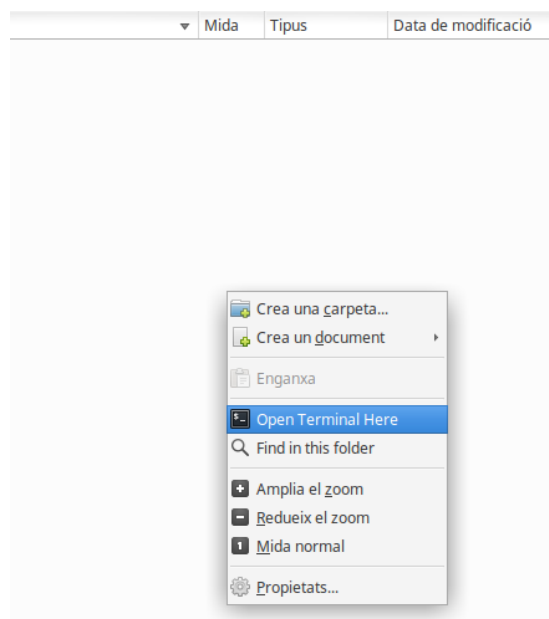 Mida Tipus Data de modificació
Crea una carpeta...
Crea un document
Enganxa
Open Terminal Here
Find in this folder
Amplia el zoom
Redueix el zoom
Mida normal
Propietats...